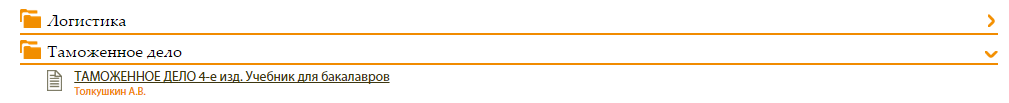 Логистика
Таможенное дело
ТАМОЖЕННОЕ ДЕЛО 4-е изд. Учебник для бакалавров
Толкушкин А.В.